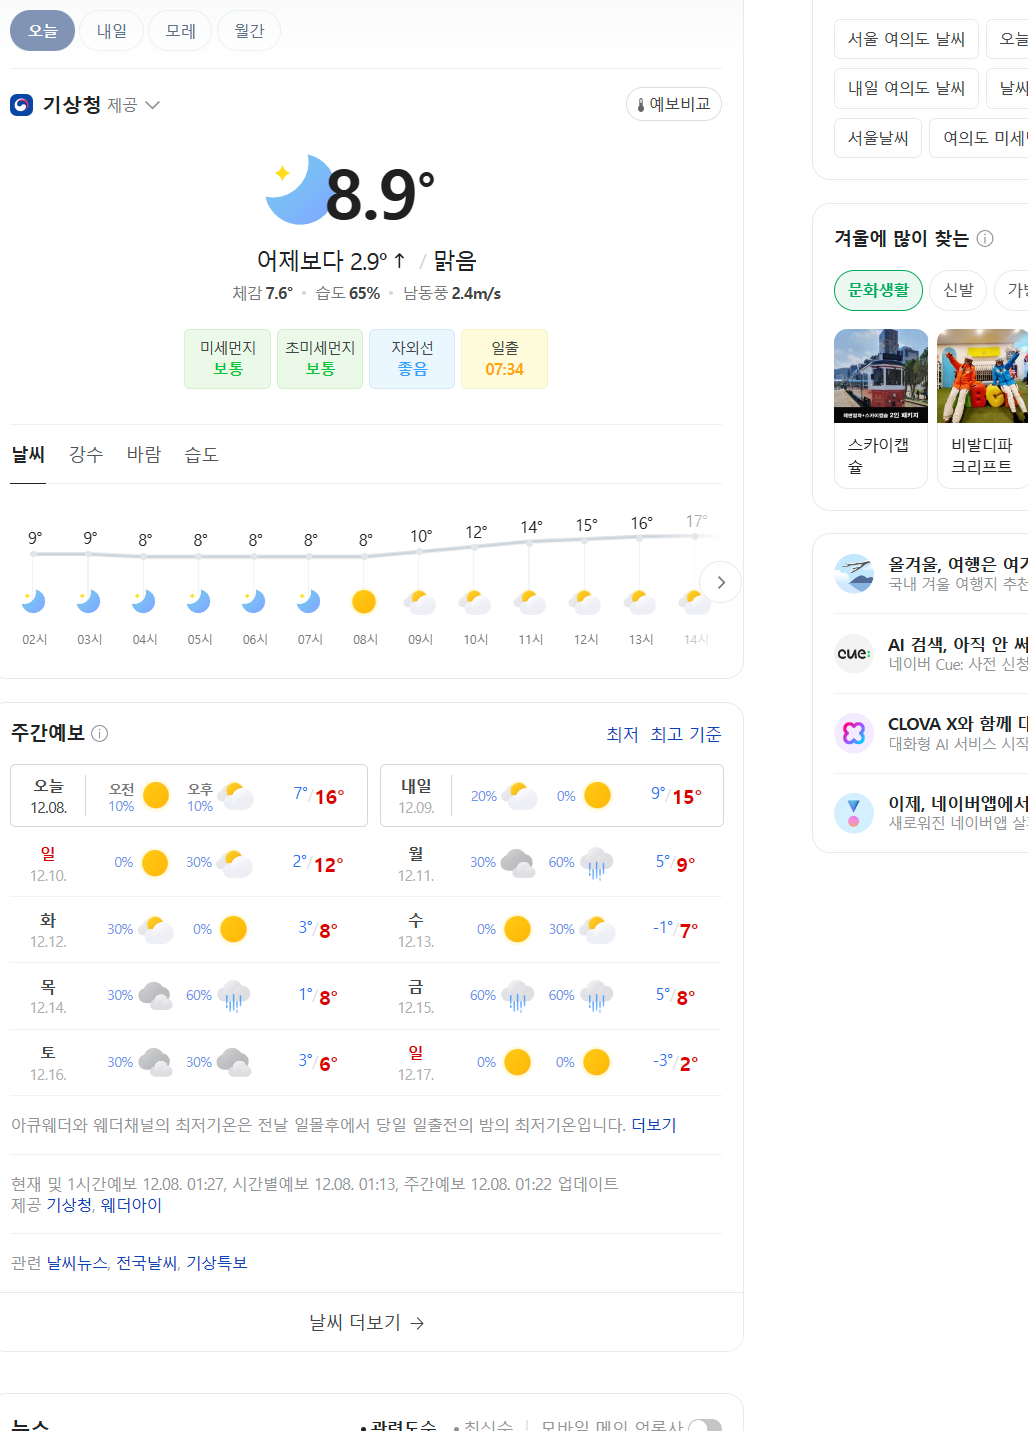 오늘 내일 모레 월간
기상청 제공
예보비교
8.9°
어제보다 2.9° ↑ / 맑음
체감 7.6° 습도 65% 남동풍 2.4m/s
미세먼지 초미세먼지 자외선 일출
보통 보통 좋음 07:34
날씨 강수 바람 습도
9° 9° 8° 8° 8° 8° 8° 10° 12° 14° 15° 16° 17°
02시 03시 04시 05시 06시 07시 08시 09시 10시 11시 12시 13시 14시
주간예보
최저 최고 기준
오늘 12.08. 오전 10% 오후 10% 7°/16°
내일 12.09. 20% 0% 9°/15°
일 12.10. 0% 30% 2°/12°
월 12.11. 30% 60% 5°/9°
화 12.12. 30% 0% 3°/8°
수 12.13. 0% 30% -1°/7°
목 12.14. 30% 60% 1°/8°
금 12.15. 60% 60% 5°/8°
토 12.16. 30% 30% 3°/6°
일 12.17. 0% 0% -3°/2°
아큐웨더와 웨더채널의 최저기온은 전날 일몰후에서 당일 일출전의 밤의 최저기온입니다. 더보기
현재 및 1시간예보 12.08. 01:27, 시간별예보 12.08. 01:13, 주간예보 12.08. 01:22 업데이트
제공 기상청, 웨더아이
관련 날씨뉴스, 전국날씨, 기상특보
날씨 더보기 →
뉴스
관련도순 최신순 모바일 메인 언론사
서울 여의도 날씨 오늘
내일 여의도 날씨 날씨
서울날씨 여의도 미세
겨울에 많이 찾는
문화생활 신발 가
해변열차+스카이캡슐 2인 패키지
스카이캡
슐
비발디파
크리프트
올겨울, 여행은 여
국내 겨울 여행지 추천
AI 검색, 아직 안 써
cue:
네이버 Cue: 사전 신청
CLOVA X와 함께
대화형 AI 서비스 시작
이제, 네이버앱에서
새로워진 네이버앱